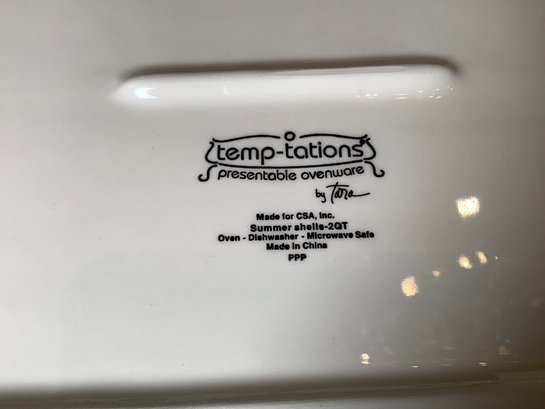 temp-tations
presentable ovenware
by Tara
Made for CSA, Inc.
Summer shells-2QT
Oven - Dishwasher - Microwave Safe
Made in China
PPP